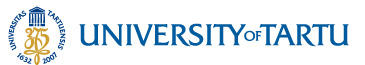 UNIVERSITAS TARTUENSIS
375
1632 2007
UNIVERSITY OF TARTU